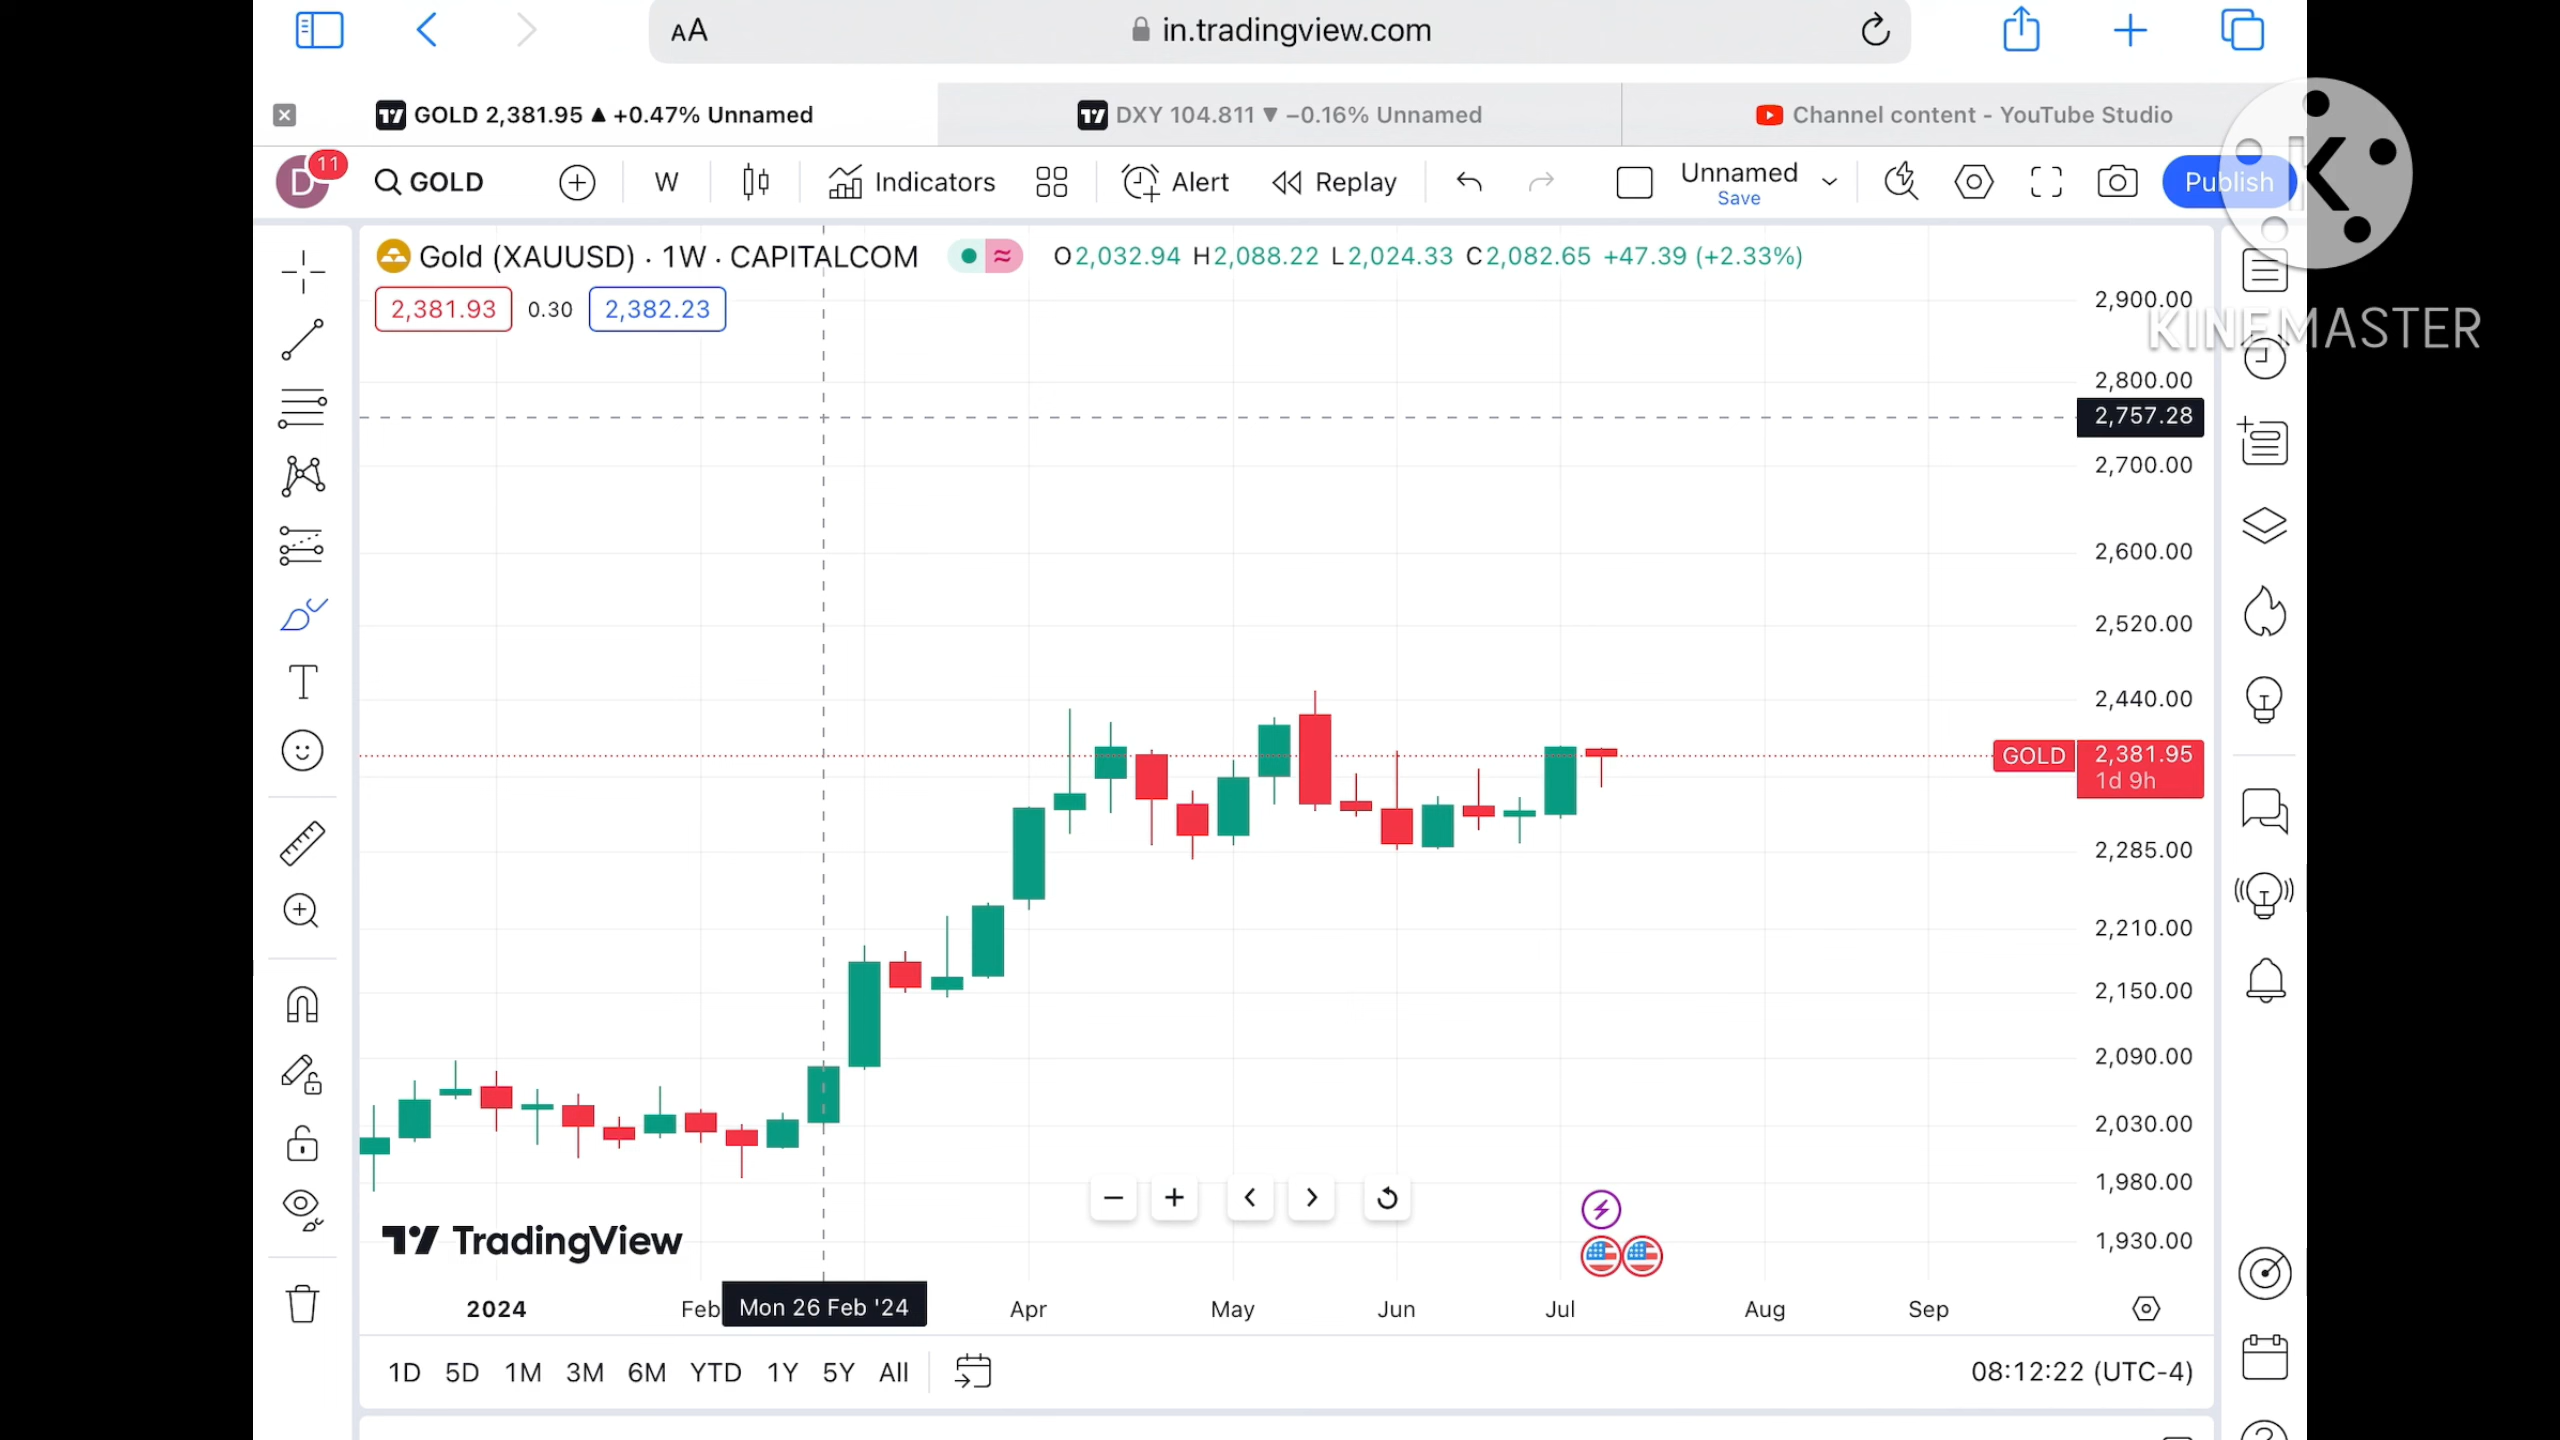 AA in.tradingview.com
GOLD 2,381.95 ▲ +0.47% Unnamed
DXY 104.811 ▼ −0.16% Unnamed
Channel content - YouTube Studio
D 11 GOLD W Indicators Alert Replay Unnamed Save Publish
K
KINEMASTER
Gold (XAUUSD) · 1W · CAPITALCOM O2,032.94 H2,088.22 L2,024.33 C2,082.65 +47.39 (+2.33%)
2,381.93 0.30 2,382.23
2,900.00
2,800.00
2,757.28
2,700.00
2,600.00
2,520.00
2,440.00
GOLD 2,381.95
1d 9h
2,285.00
2,210.00
2,150.00
2,090.00
2,030.00
1,980.00
1,930.00
TradingView
2024 Feb Mon 26 Feb '24 Apr May Jun Jul Aug Sep
1D 5D 1M 3M 6M YTD 1Y 5Y All 08:12:22 (UTC-4)